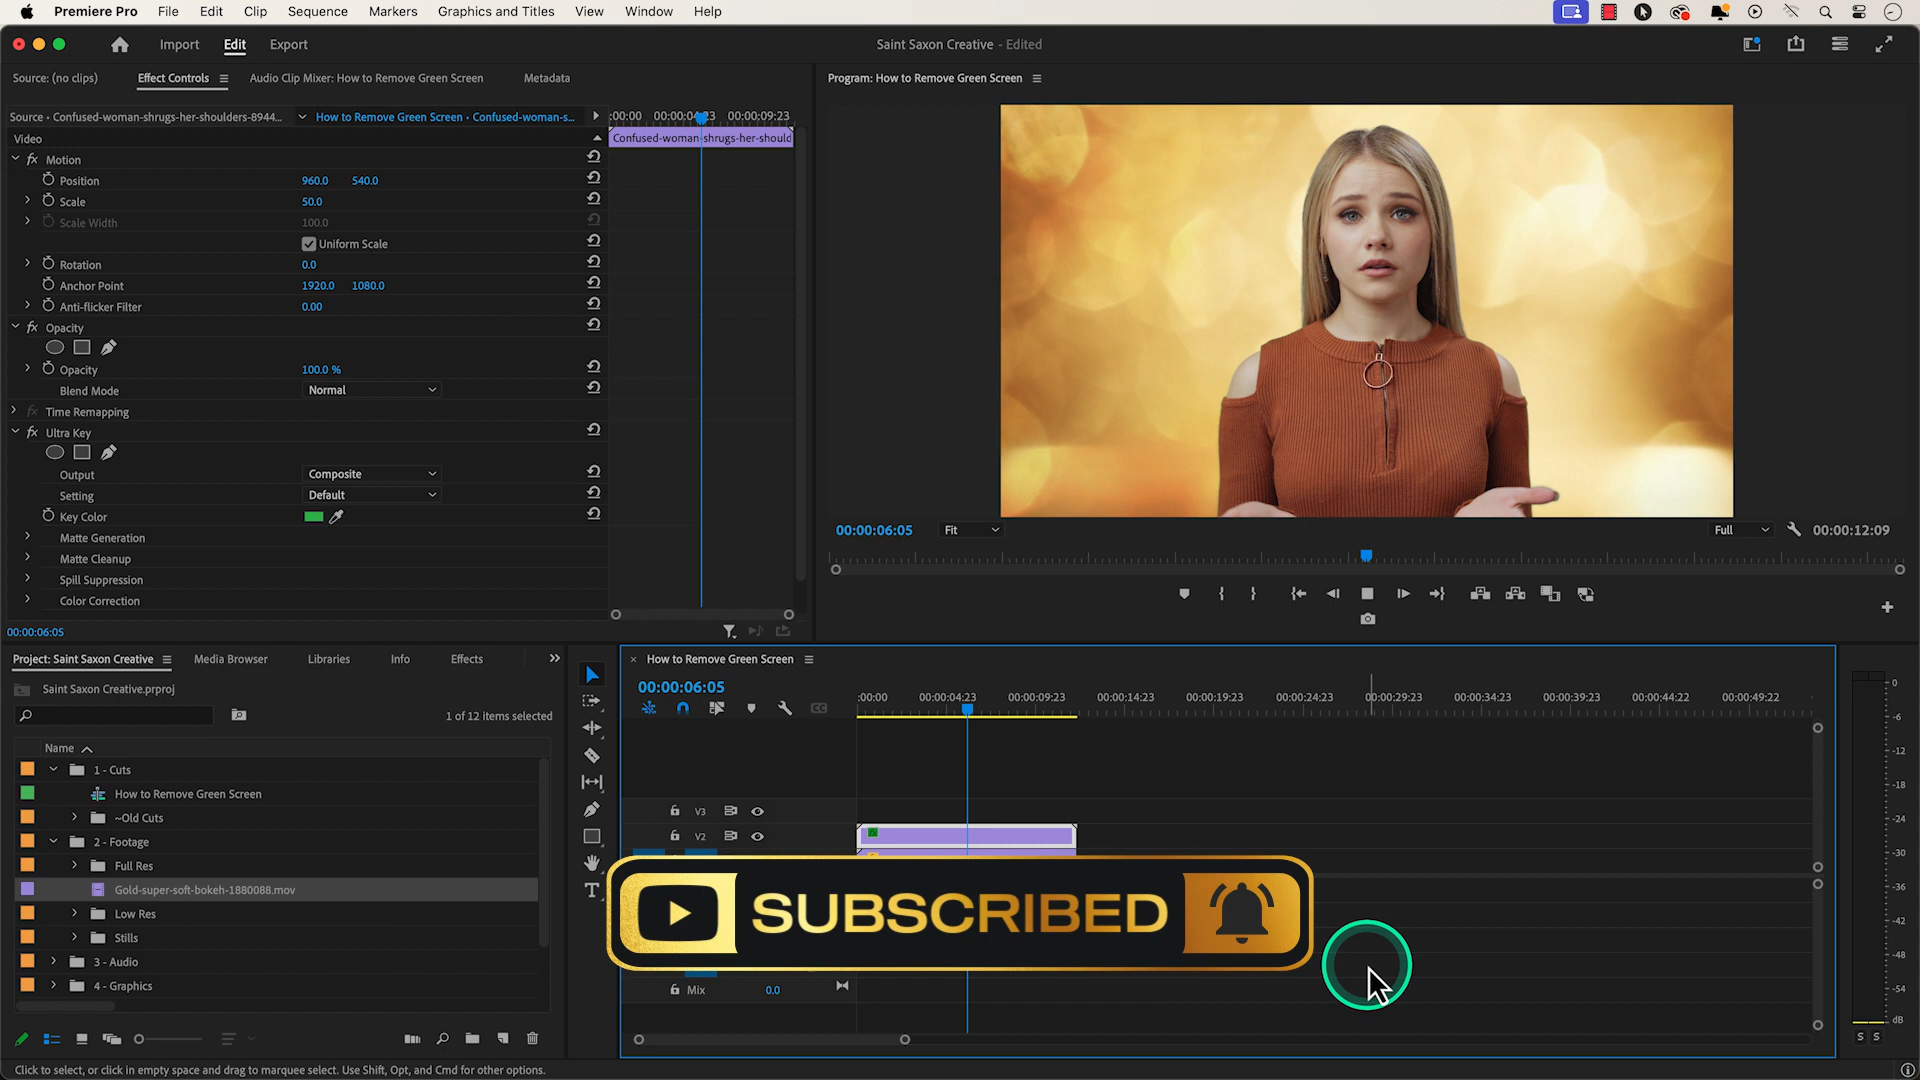 Premiere Pro File Edit Clip Sequence Markers Graphics and Titles View Window Help
Import Edit Export Saint Saxon Creative - Edited
Source: (no clips) Effect Controls Audio Clip Mixer: How to Remove Green Screen Metadata Program: How to Remove Green Screen
Source • Confused-woman-shrugs-her-shoulders-8944... How to Remove Green Screen • Confused-woman-s... :00:00 00:00:04:23 00:00:09:23
Video Confused-woman-shrugs-her-should
fx Motion
Position 960.0 540.0
Scale 50.0
Scale Width 100.0
Uniform Scale
Rotation 0.0
Anchor Point 1920.0 1080.0
Anti-flicker Filter 0.00
fx Opacity
Opacity 100.0 %
Blend Mode Normal
fx Time Remapping
fx Ultra Key
Output Composite
Setting Default
Key Color
Matte Generation
Matte Cleanup
Spill Suppression
Color Correction
00:00:06:05 Fit Full 00:00:12:09
00:00:06:05
Project: Saint Saxon Creative Media Browser Libraries Info Effects
Saint Saxon Creative.prproj
1 of 12 items selected
Name
1 - Cuts
How to Remove Green Screen
~Old Cuts
2 - Footage
Full Res
Gold-super-soft-bokeh-1880088.mov
Low Res
Stills
3 - Audio
4 - Graphics
× How to Remove Green Screen
00:00:06:05
:00:00 00:00:04:23 00:00:09:23 00:00:14:23 00:00:19:23 00:00:24:23 00:00:29:23 00:00:34:23 00:00:39:23 00:00:44:22 00:00:49:22
CC
V3
V2
T
SUBSCRIBED
Mix 0.0
0
-6
-12
-18
-24
-30
-36
-42
-48
-54
dB
S S
Click to select, or click in empty space and drag to marquee select. Use Shift, Opt, and Cmd for other options.